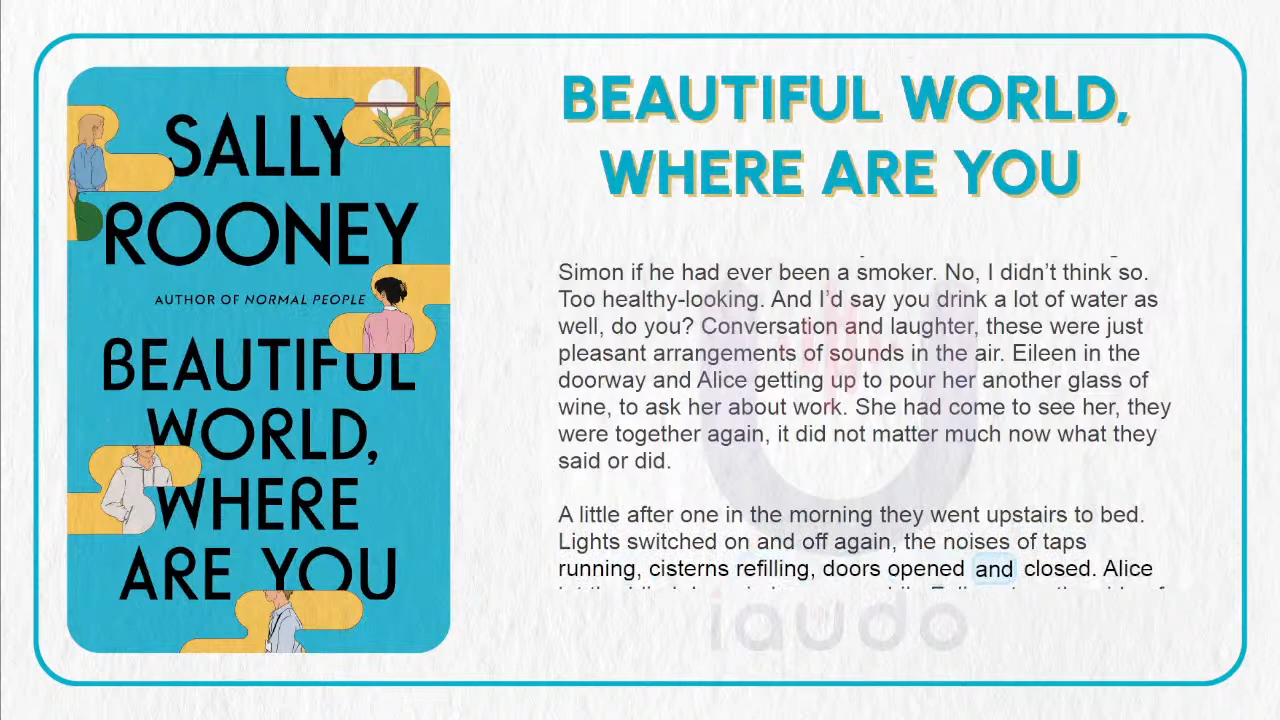 SALLY
ROONEY
AUTHOR OF NORMAL PEOPLE
BEAUTIFUL
WORLD,
WHERE
ARE YOU
BEAUTIFUL WORLD,
WHERE ARE YOU
Simon if he had ever been a smoker. No, I didn’t think so.
Too healthy-looking. And I’d say you drink a lot of water as
well, do you? Conversation and laughter, these were just
pleasant arrangements of sounds in the air. Eileen in the
doorway and Alice getting up to pour her another glass of
wine, to ask her about work. She had come to see her, they
were together again, it did not matter much now what they
said or did.
A little after one in the morning they went upstairs to bed.
Lights switched on and off again, the noises of taps
running, cisterns refilling, doors opened and closed. Alice
iaudo